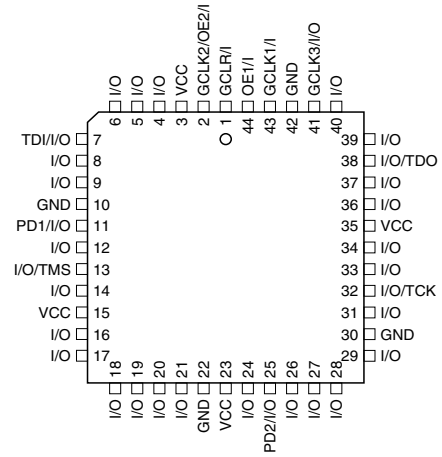 I/O
I/O
I/O
VCC
GCLK2/OE2/I
GCLR/I
OE1/I
GCLK1/I
GND
GCLK3/I/O
I/O
6
5
4
3
2
1
44
43
42
41
40
TDI/I/O 7
I/O 8
I/O 9
GND 10
PD1/I/O 11
I/O 12
I/O/TMS 13
I/O 14
VCC 15
I/O 16
I/O 17
39 I/O
38 I/O/TDO
37 I/O
36 I/O
35 VCC
34 I/O
33 I/O
32 I/O/TCK
31 I/O
30 GND
29 I/O
18
19
20
21
22
23
24
25
26
27
28
I/O
I/O
I/O
I/O
GND
VCC
I/O
PD2/I/O
I/O
I/O
I/O